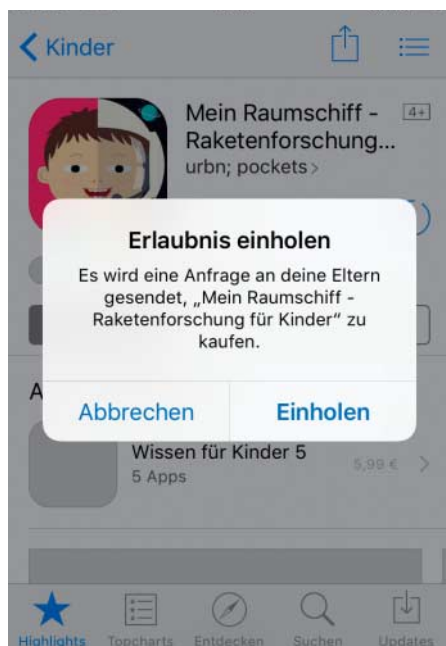 Kinder
Mein Raumschiff -
4+
Raketenforschung...
urbn; pockets >
Erlaubnis einholen
Es wird eine Anfrage an deine Eltern
gesendet, „Mein Raumschiff -
Raketenforschung für Kinder“ zu
kaufen.
A
Abbrechen
Einholen
Wissen für Kinder 5
5,99 €
5 Apps
Highlights
Topcharts
Entdecken
Suchen
Updates